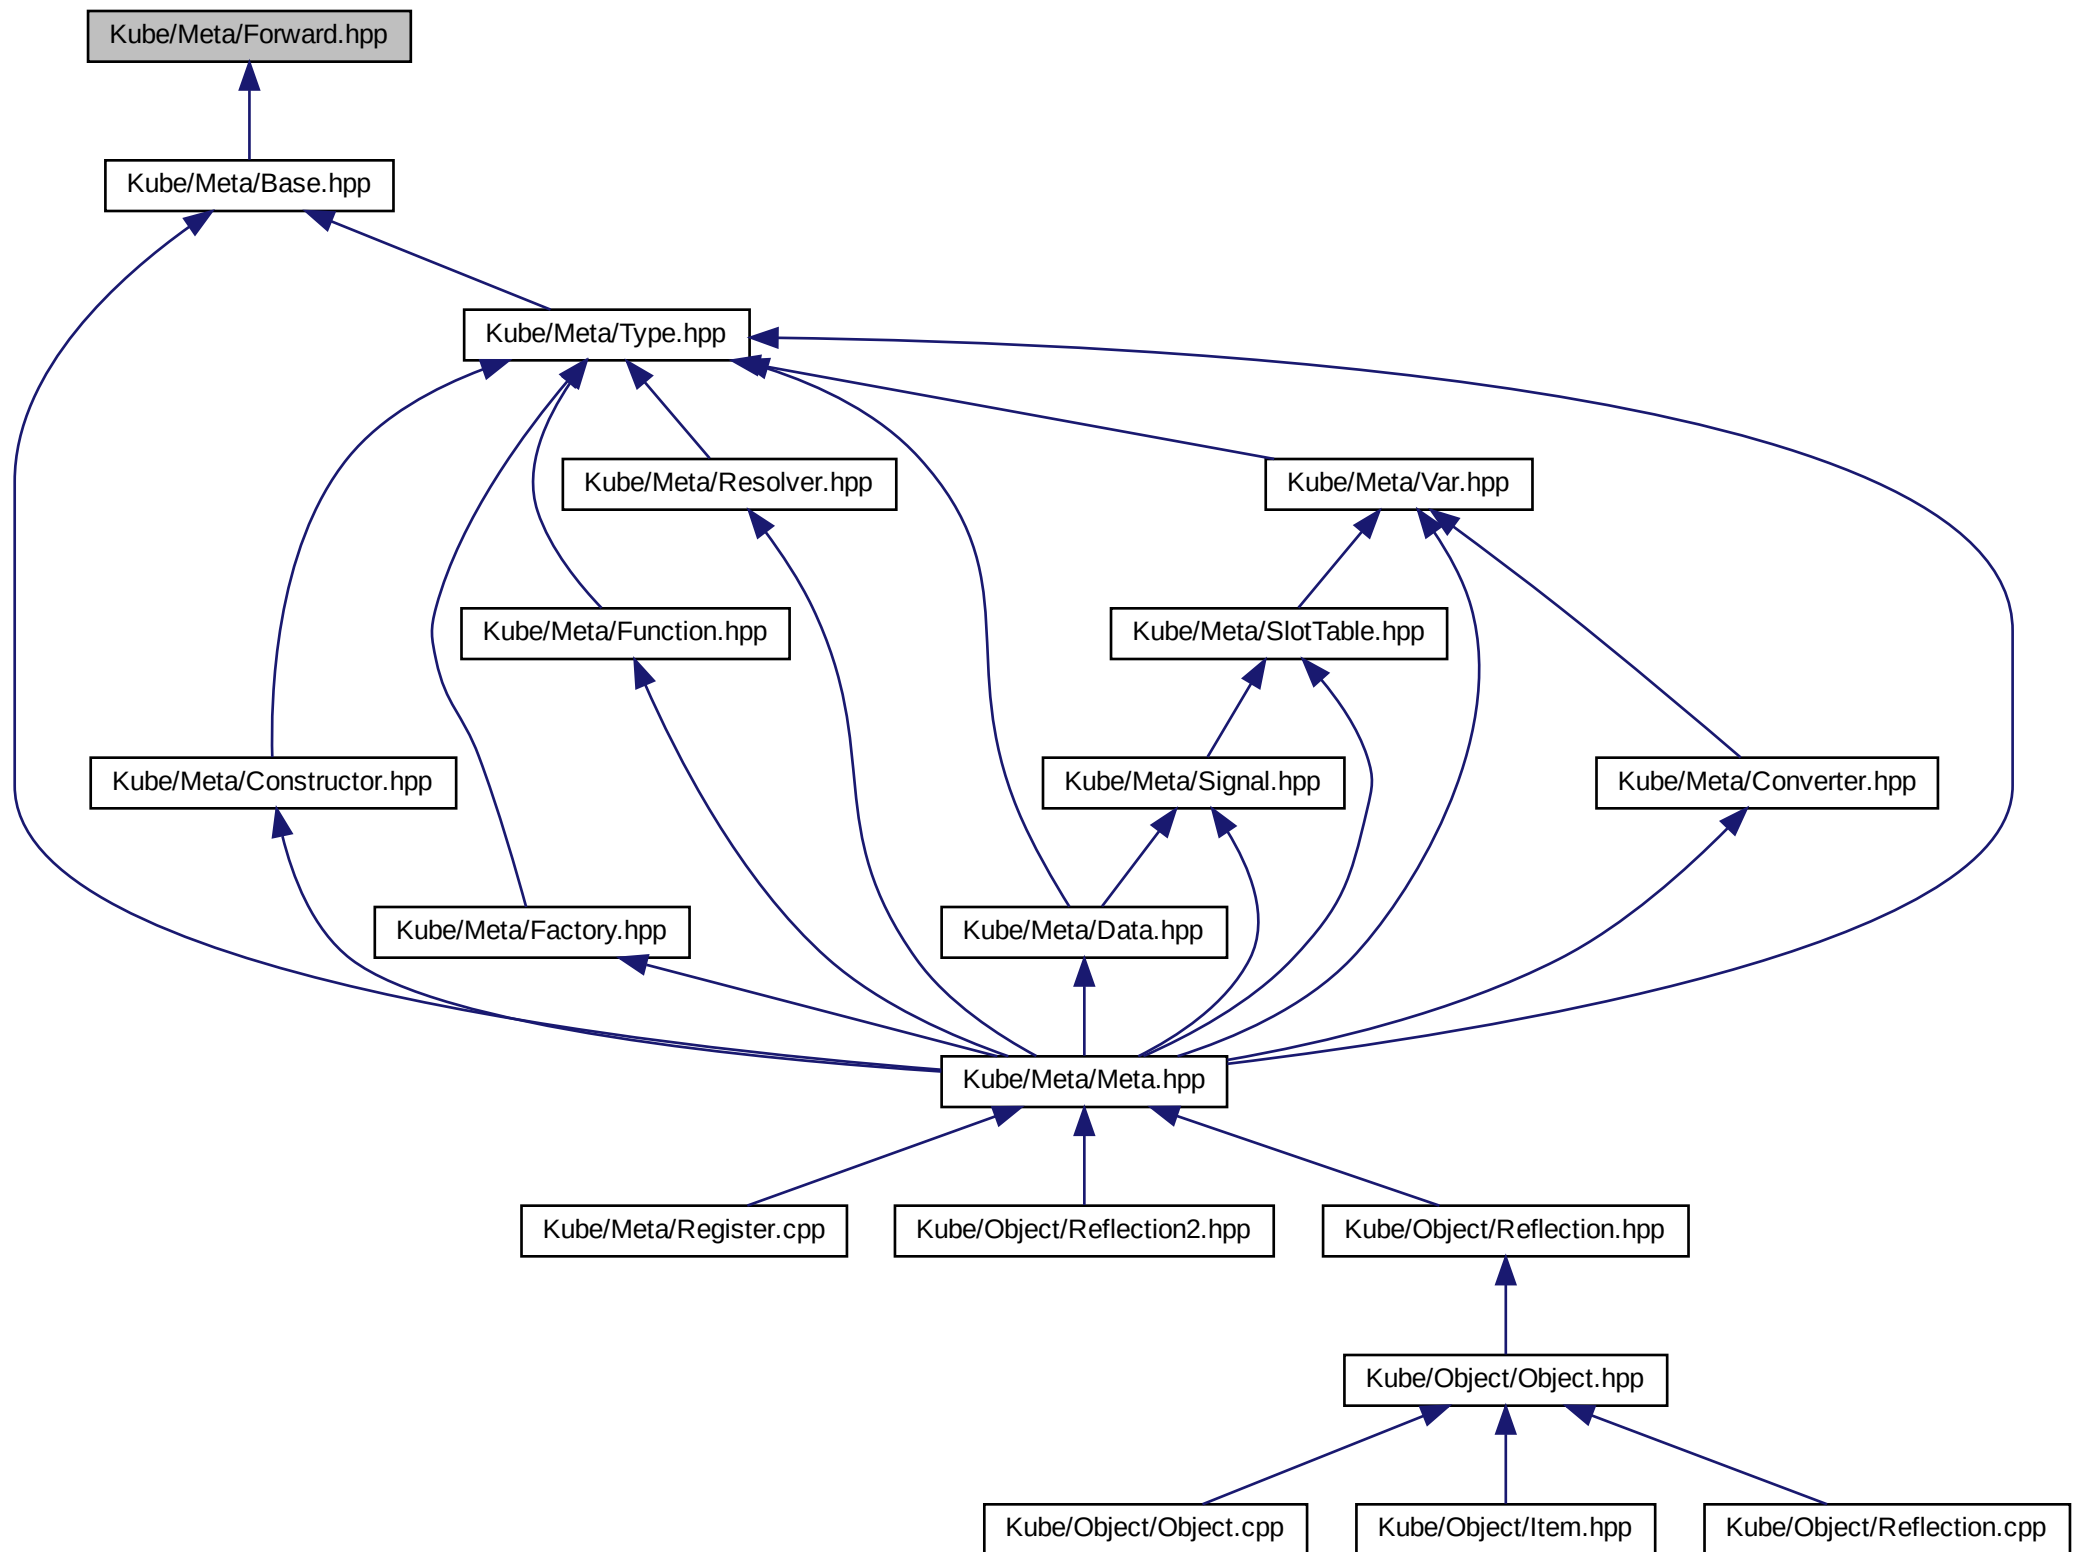 Kube/Meta/Forward.hpp
Kube/Meta/Base.hpp
Kube/Meta/Type.hpp
Kube/Meta/Resolver.hpp
Kube/Meta/Var.hpp
Kube/Meta/Function.hpp
Kube/Meta/SlotTable.hpp
Kube/Meta/Constructor.hpp
Kube/Meta/Signal.hpp
Kube/Meta/Converter.hpp
Kube/Meta/Factory.hpp
Kube/Meta/Data.hpp
Kube/Meta/Meta.hpp
Kube/Meta/Register.cpp
Kube/Object/Reflection2.hpp
Kube/Object/Reflection.hpp
Kube/Object/Object.hpp
Kube/Object/Object.cpp
Kube/Object/Item.hpp
Kube/Object/Reflection.cpp